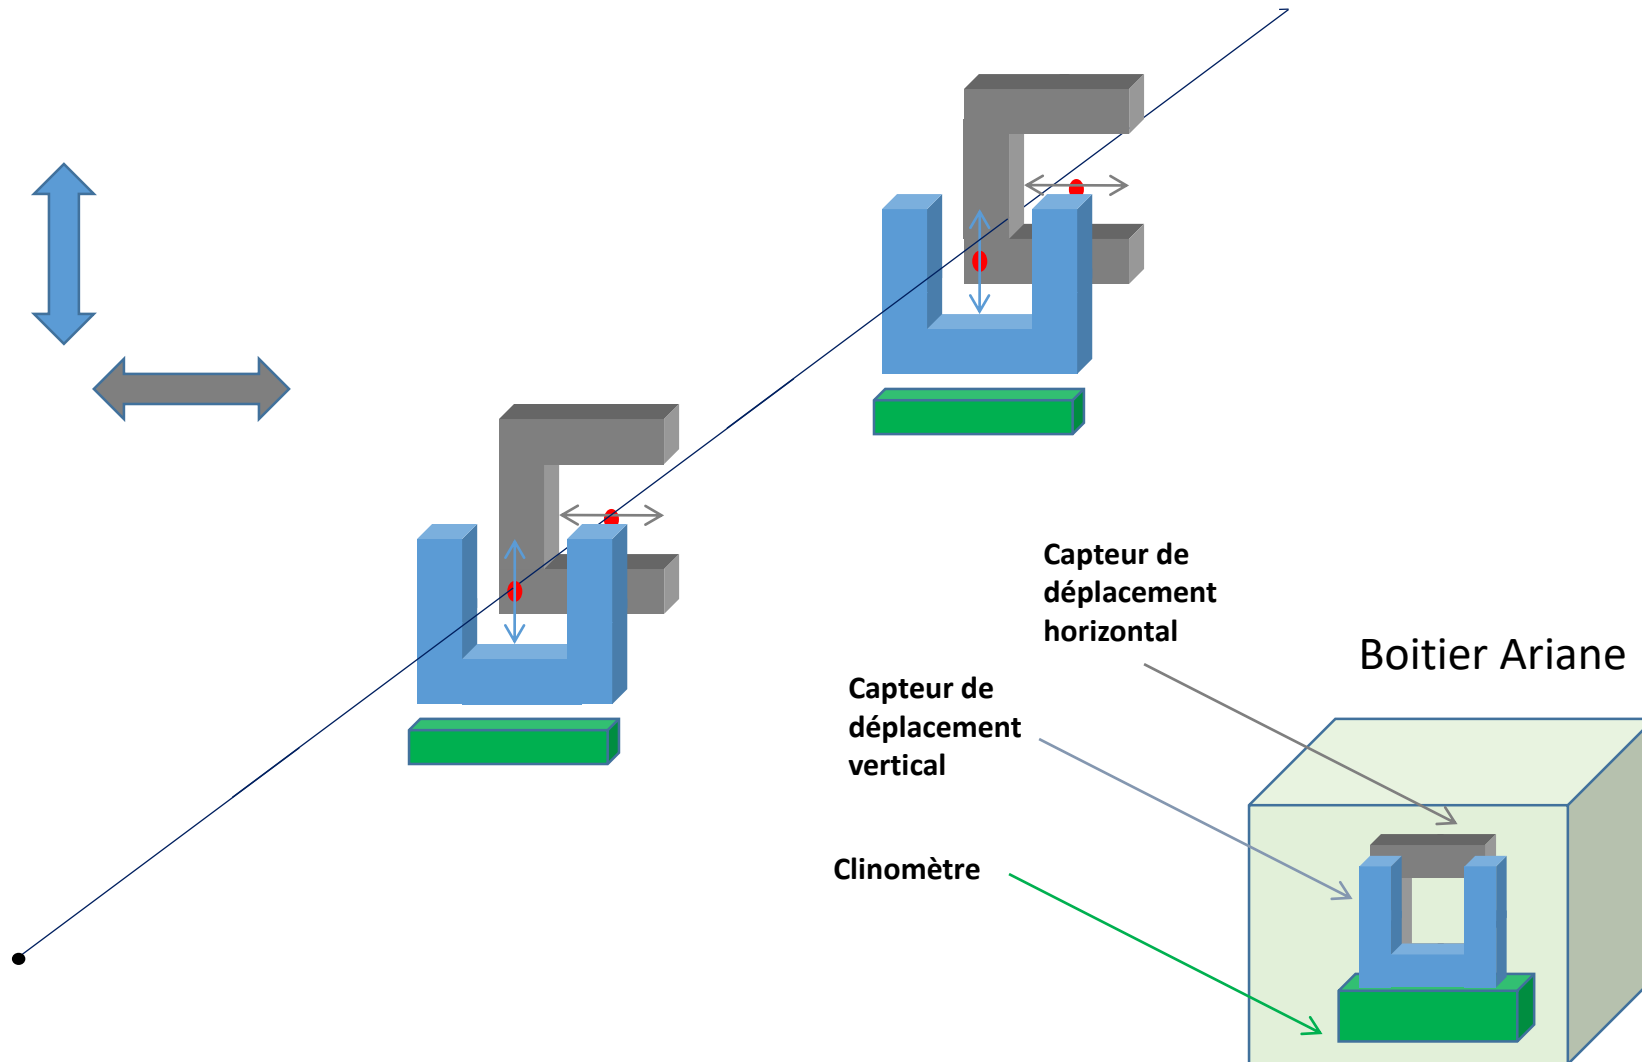 Capteur de
déplacement
horizontal
Boitier Ariane
Capteur de
déplacement
vertical
Clinomètre